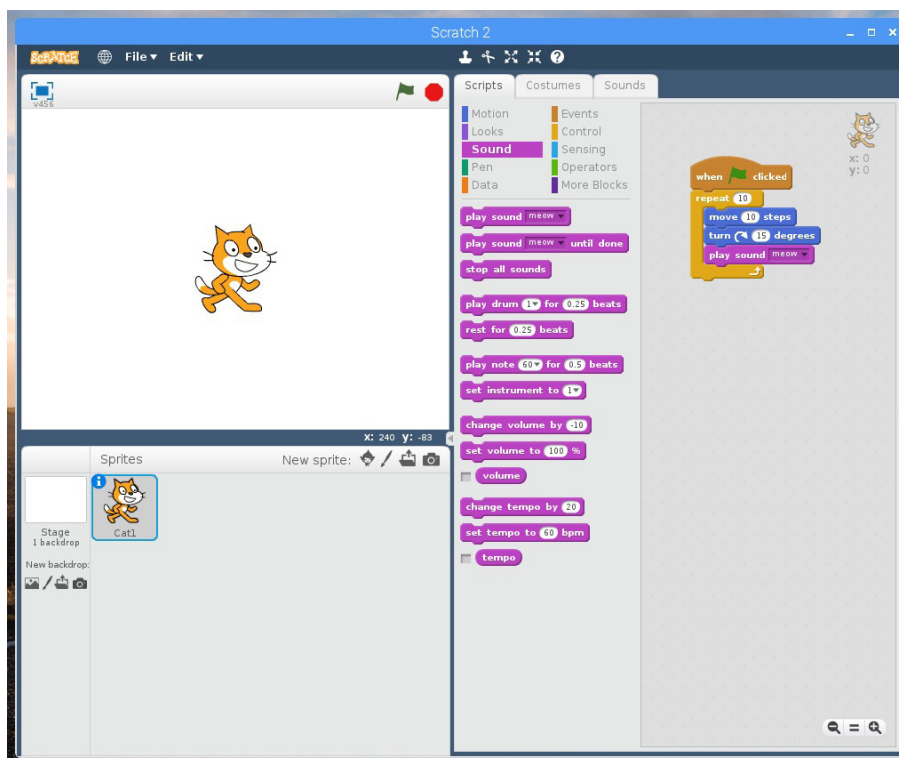 Scratch 2
SCRATCH File Edit
v456
Scripts Costumes Sounds
Motion Events
Looks Control
Sound Sensing
Pen Operators
Data More Blocks
play sound meow
play sound meow until done
stop all sounds
play drum 1 for 0.25 beats
rest for 0.25 beats
play note 60 for 0.5 beats
set instrument to 1
change volume by -10
set volume to 100 %
volume
change tempo by 20
set tempo to 60 bpm
tempo
x: 0
y: 0
when clicked
repeat 10
move 10 steps
turn 15 degrees
play sound meow
x: 240 y: -83
Sprites New sprite:
Stage
1 backdrop
New backdrop:
Cat1